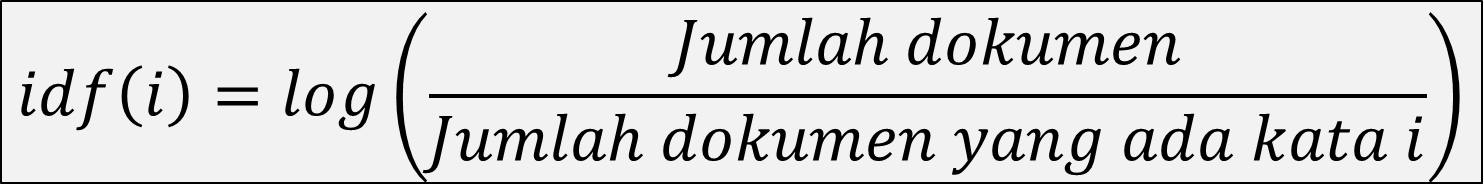 idf(i) = log(Jumlah dokumen
Jumlah dokumen yang ada kata i)